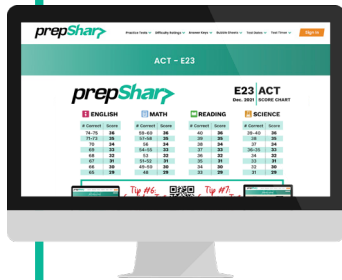 prepSharp
Practice Tests Difficulty Ratings Answer Keys Bubble Sheets Test Dates Test Timer Sign In
ACT - E23
prepSharp E23 ACT
Dec. 2021 SCORE CHART
ENGLISH MATH READING SCIENCE
# Correct Score # Correct Score # Correct Score # Correct Score
74-75 36 59-60 36 40 36 39-40 36
71-73 35 57-58 35 39 35 38 35
70 34 56 34 38 34 37 34
69 33 54-55 33 37 33 35-36 33
68 32 53 32 36 32 34 32
67 31 51-52 31 35 31 33 31
66 30 49-50 30 34 30 32 30
65 29 48 29 33 29 31 29
Tip #6: Tip #7: